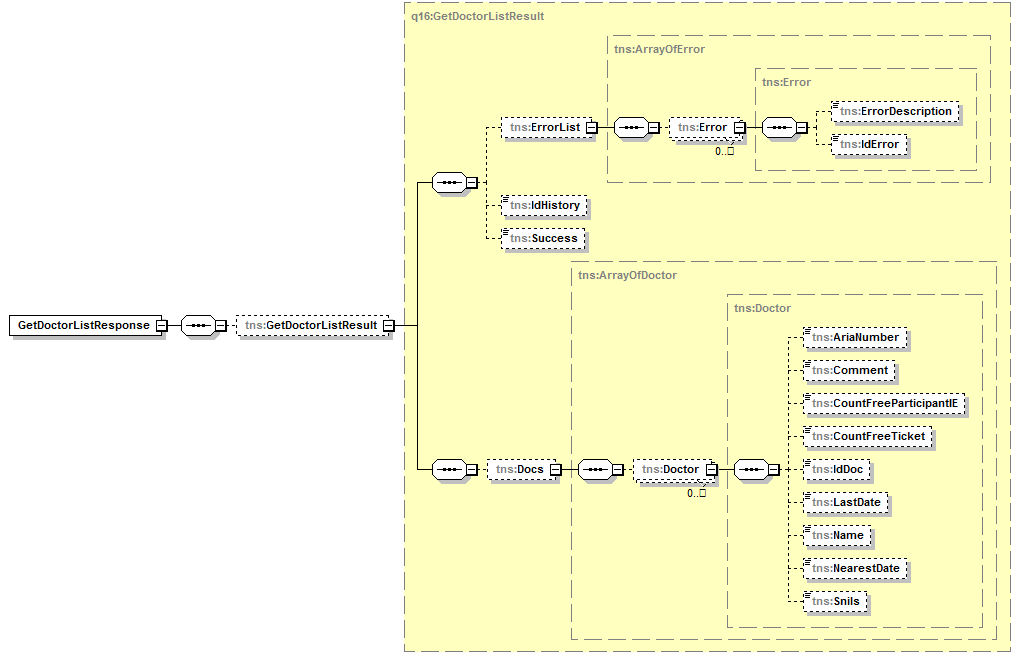 q16:GetDoctorListResult
tns:ArrayOfError
tns:Error
tns:ErrorDescription
tns:ErrorList
tns:Error
tns:IdError
0..□
tns:IdHistory
tns:Success
tns:ArrayOfDoctor
tns:Doctor
GetDoctorListResponse
tns:GetDoctorListResult
tns:AriaNumber
tns:Comment
tns:CountFreeParticipantIE
tns:CountFreeTicket
tns:Docs
tns:Doctor
tns:IdDoc
0..□
tns:LastDate
tns:Name
tns:NearestDate
tns:Snils